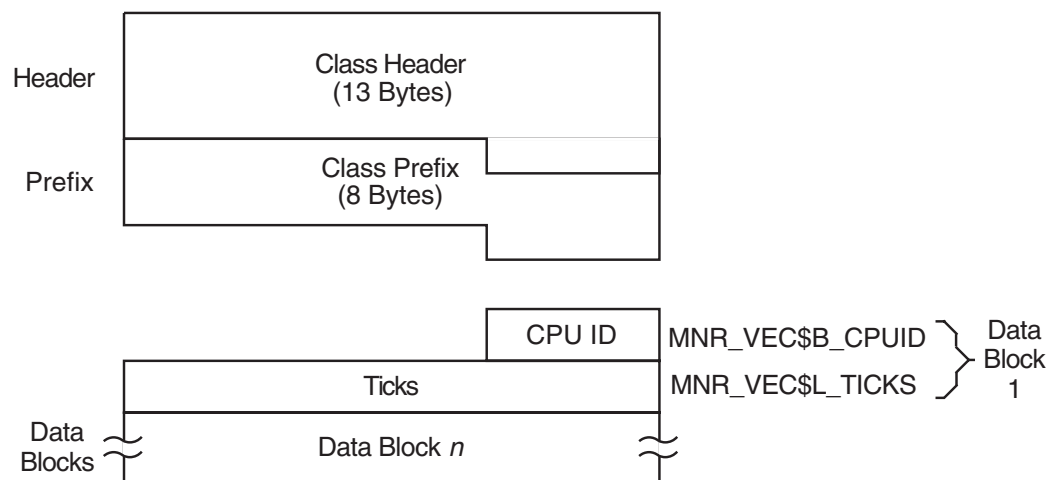 Header
Class Header
(13 Bytes)
Prefix
Class Prefix
(8 Bytes)
CPU ID
MNR_VEC$B_CPUID
Ticks
MNR_VEC$L_TICKS
Data
Block
1
Data
Blocks
Data Block n